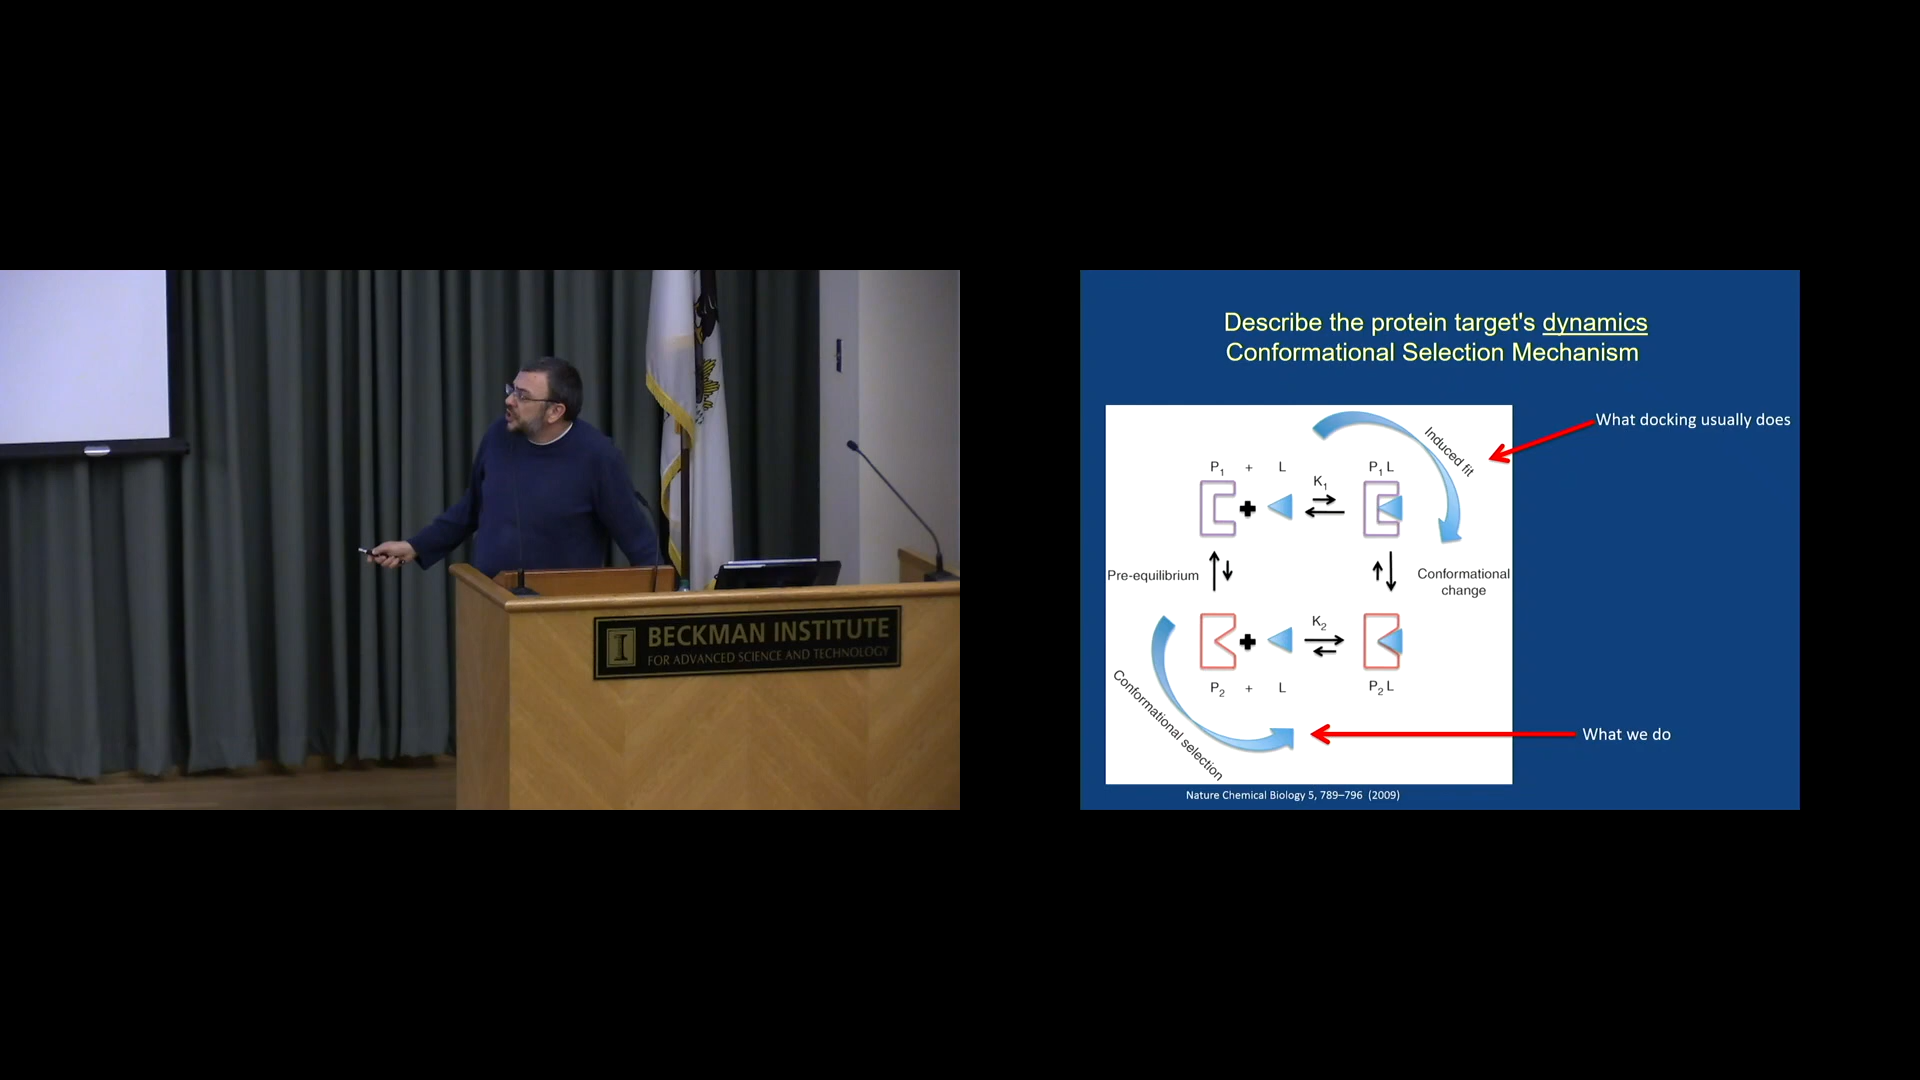 BECKMAN INSTITUTE
FOR ADVANCED SCIENCE AND TECHNOLOGY
Describe the protein target's dynamics
Conformational Selection Mechanism
What docking usually does
Induced fit
P1 + L
P1 L
K1
Pre-equilibrium
Conformational
change
K2
P2 + L
P2 L
Conformational selection
What we do
Nature Chemical Biology 5, 789–796 (2009)